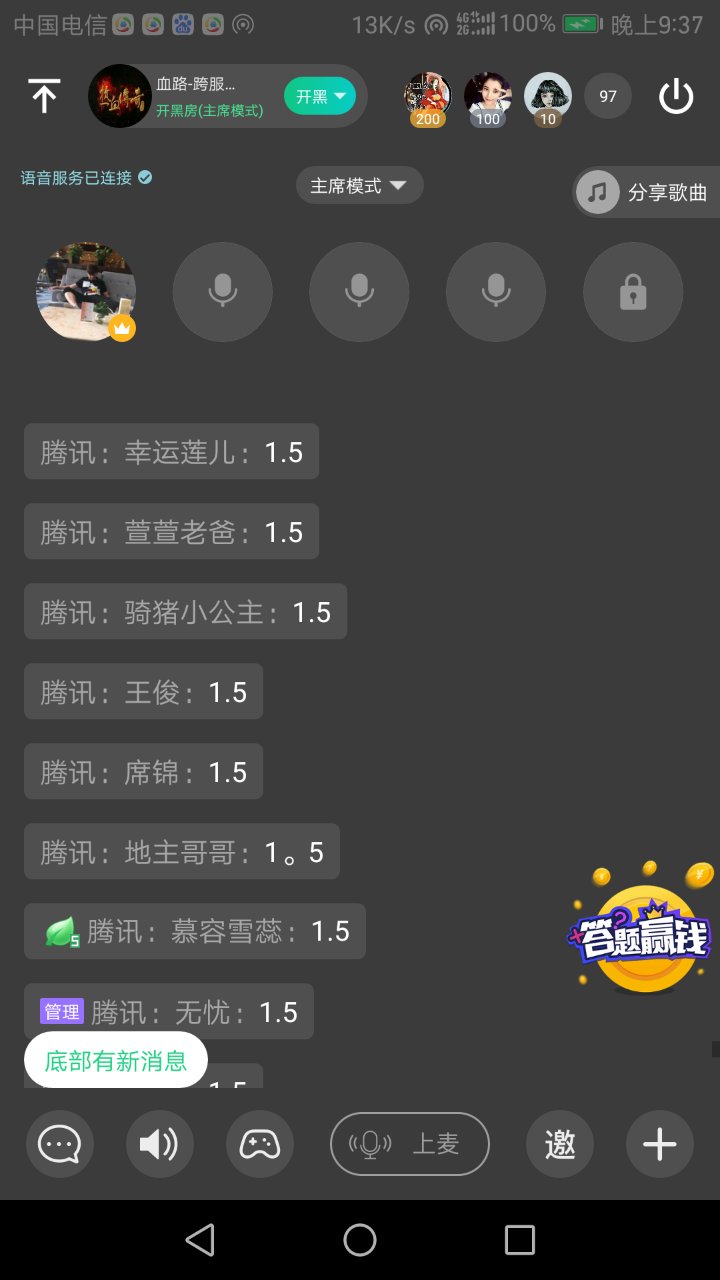 中国电信 13K/s 4G 2G 100% 晚上9:37
热血传奇
血路-跨服...
开黑房(主席模式)
开黑
200
100
10
97
语音服务已连接
主席模式
分享歌曲
腾讯：幸运莲儿：1.5
腾讯：萱萱老爸：1.5
腾讯：骑猪小公主：1.5
腾讯：王俊：1.5
腾讯：席锦：1.5
腾讯：地主哥哥：1。5
5 腾讯：慕容雪蕊：1.5
答题赢钱
管理 腾讯：无忧：1.5
底部有新消息
1.5
上麦
邀